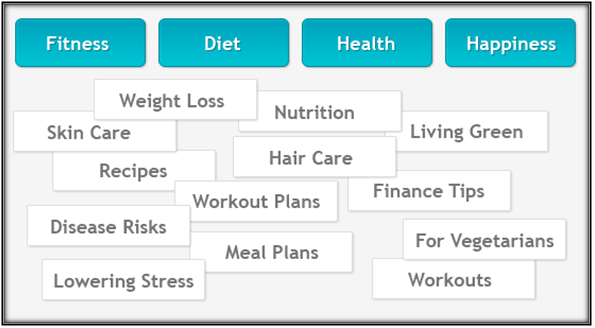 Fitness
Diet
Health
Happiness
Weight Loss
Nutrition
Skin Care
Living Green
Hair Care
Recipes
Finance Tips
Workout Plans
Disease Risks
For Vegetarians
Meal Plans
Lowering Stress
Workouts